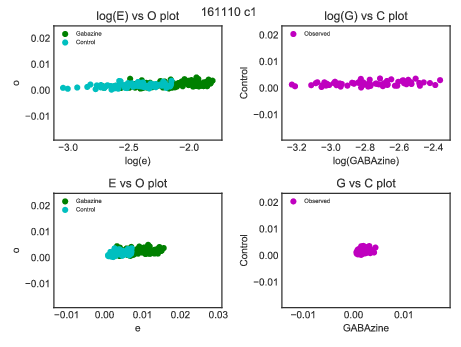 161110 c1
log(E) vs O plot
log(G) vs C plot
0.02
0.01
0.00
−0.01
o
Gabazine
Control
−3.0
−2.5
−2.0
log(e)
0.02
0.01
0.00
−0.01
Control
Observed
−3.2
−3.0
−2.8
−2.6
−2.4
log(GABAzine)
E vs O plot
G vs C plot
0.02
0.01
0.00
−0.01
o
Gabazine
Control
−0.01
0.00
0.01
0.02
0.03
e
0.02
0.01
0.00
−0.01
Control
Observed
−0.01
0.00
0.01
GABAzine